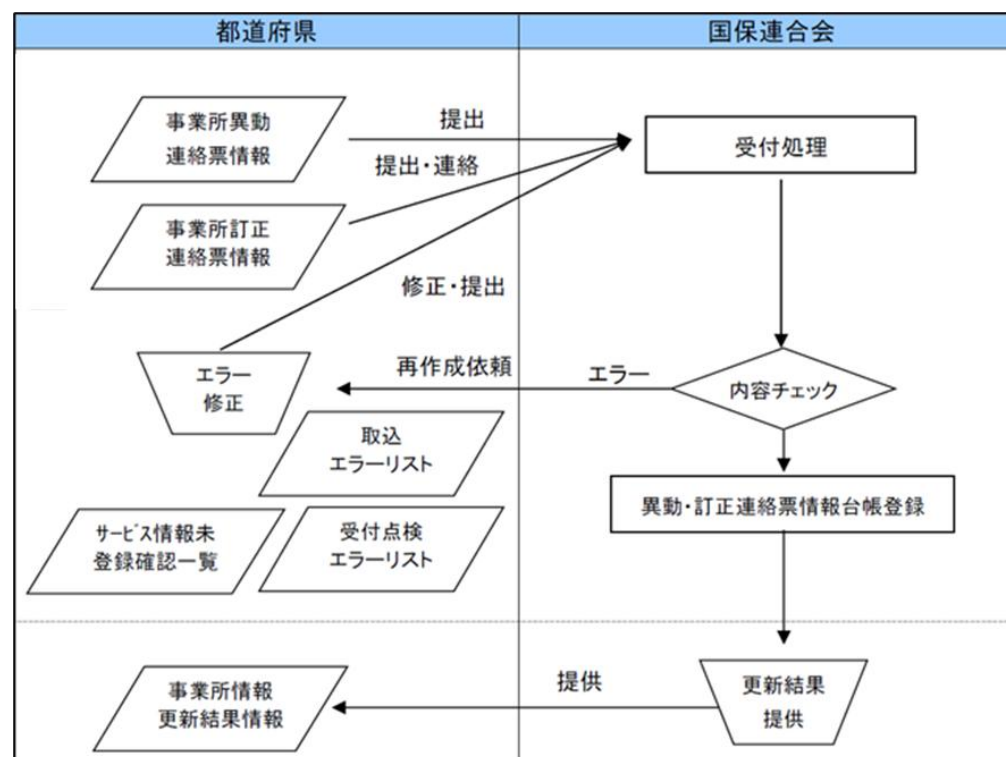 都道府県
国保連合会
事業所異動
連絡票情報
提出
受付処理
提出・連絡
事業所訂正
連絡票情報
修正・提出
エラー
修正
再作成依頼
エラー
内容チェック
取込
エラーリスト
異動・訂正連絡票情報台帳登録
サービス情報未
登録確認一覧
受付点検
エラーリスト
事業所情報
更新結果情報
提供
更新結果
提供